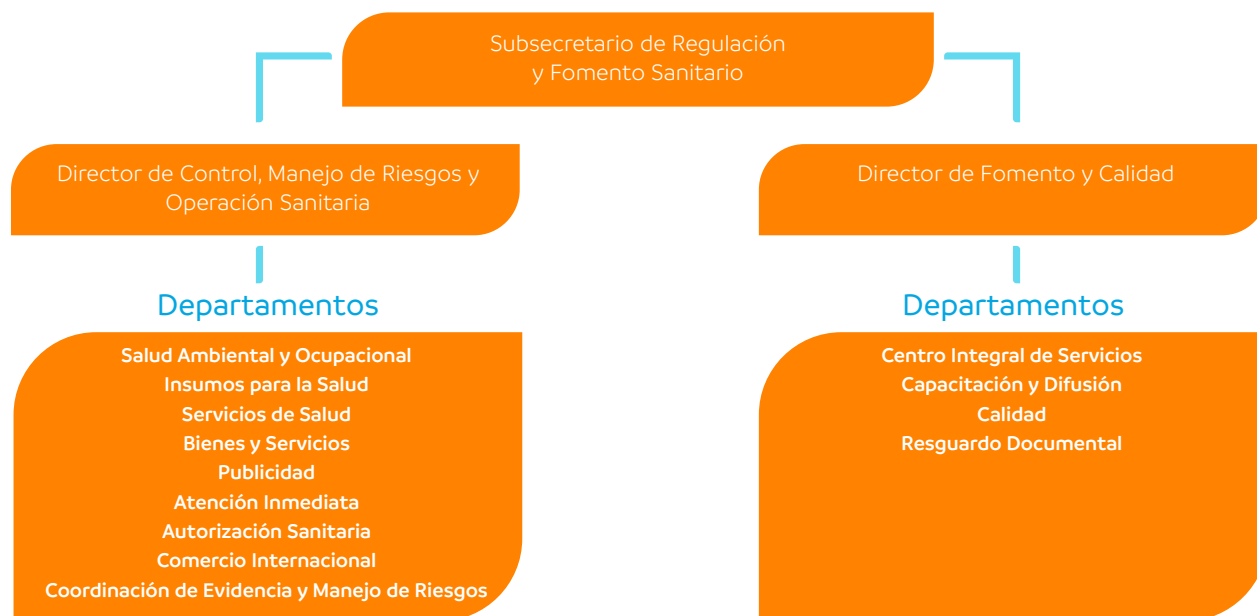 Subsecretario de Regulación
y Fomento Sanitario
Director de Control, Manejo de Riesgos y
Operación Sanitaria
Director de Fomento y Calidad
Departamentos
Salud Ambiental y Ocupacional
Insumos para la Salud
Servicios de Salud
Bienes y Servicios
Publicidad
Atención Inmediata
Autorización Sanitaria
Comercio Internacional
Coordinación de Evidencia y Manejo de Riesgos
Departamentos
Centro Integral de Servicios
Capacitación y Difusión
Calidad
Resguardo Documental